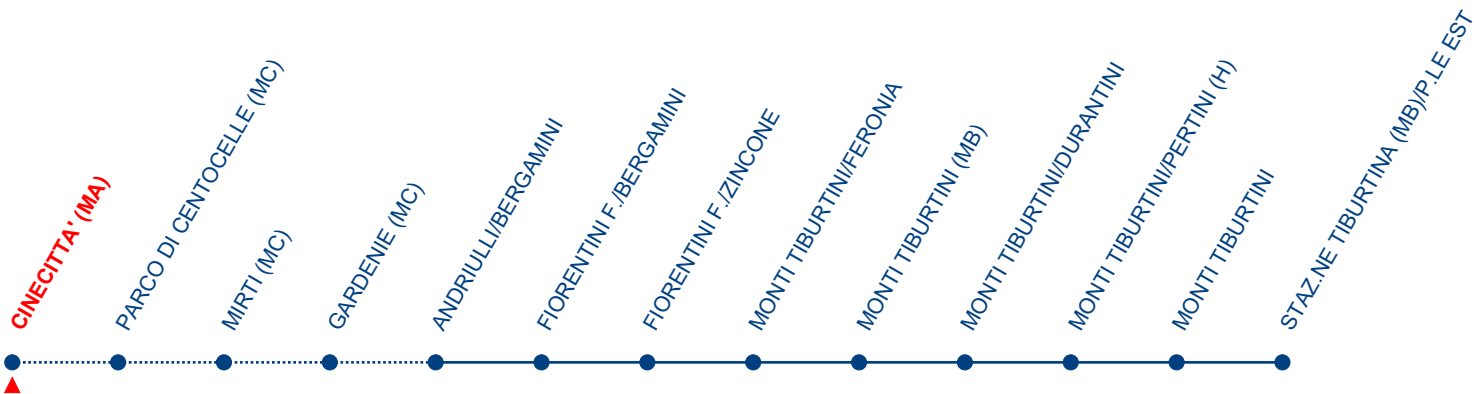 CINECITTA' (MA)
PARCO DI CENTOCELLE (MC)
MIRTI (MC)
GARDENIE (MC)
ANDRIULLI/BERGAMINI
FIORENTINI F./BERGAMINI
FIORENTINI F./ZINCONE
MONTI TIBURTINI/FERONIA
MONTI TIBURTINI (MB)
MONTI TIBURTINI/DURANTINI
MONTI TIBURTINI/PERTINI (H)
MONTI TIBURTINI
STAZ.NE TIBURTINA (MB)/P.LE EST